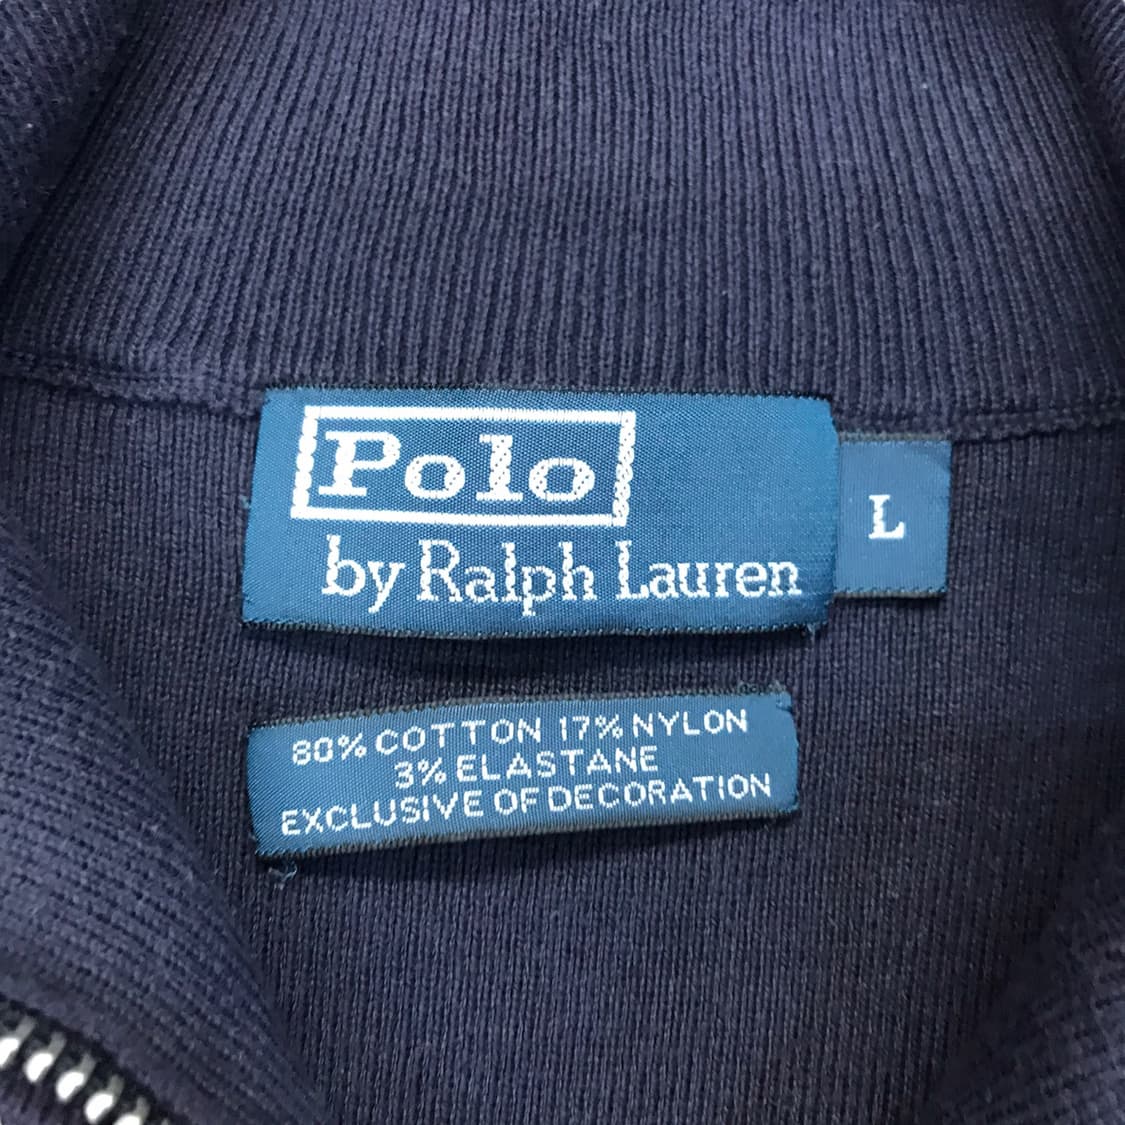 Polo
by Ralph Lauren
L
80% COTTON 17% NYLON
3% ELASTANE
EXCLUSIVE OF DECORATION